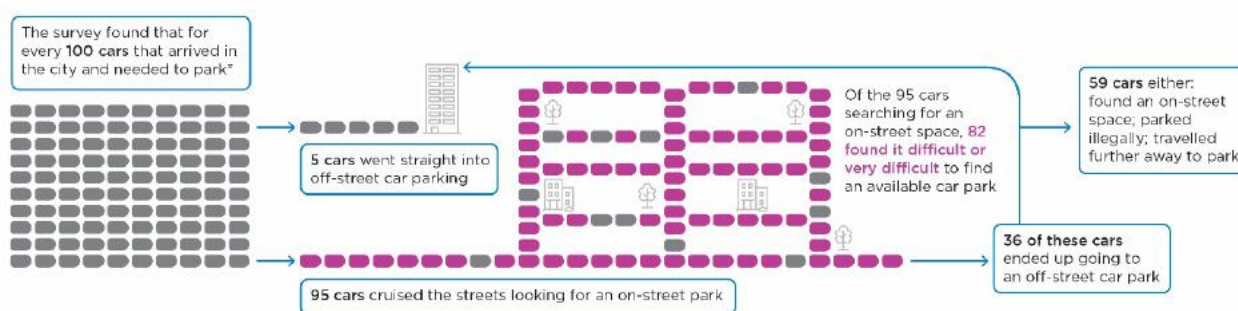 The survey found that for
every 100 cars that arrived in
the city and needed to park*
5 cars went straight into
off-street car parking
95 cars cruised the streets looking for an on-street park
Of the 95 cars
searching for an
on-street space, 82
found it difficult or
very difficult to find
an available car park
36 of these cars
ended up going to
an off-street car park
59 cars either:
found an on-street
space; parked
illegally; travelled
further away to park